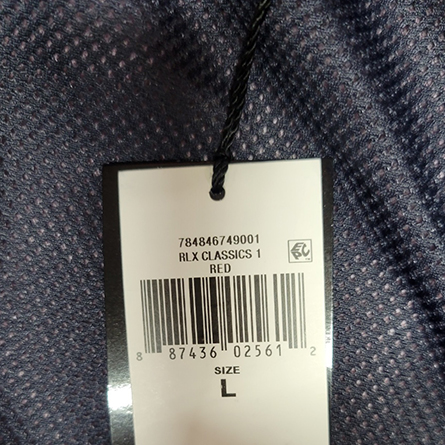 784846749001
RLX CLASSICS 1
RED
8 87436 02561 2
SIZE
L